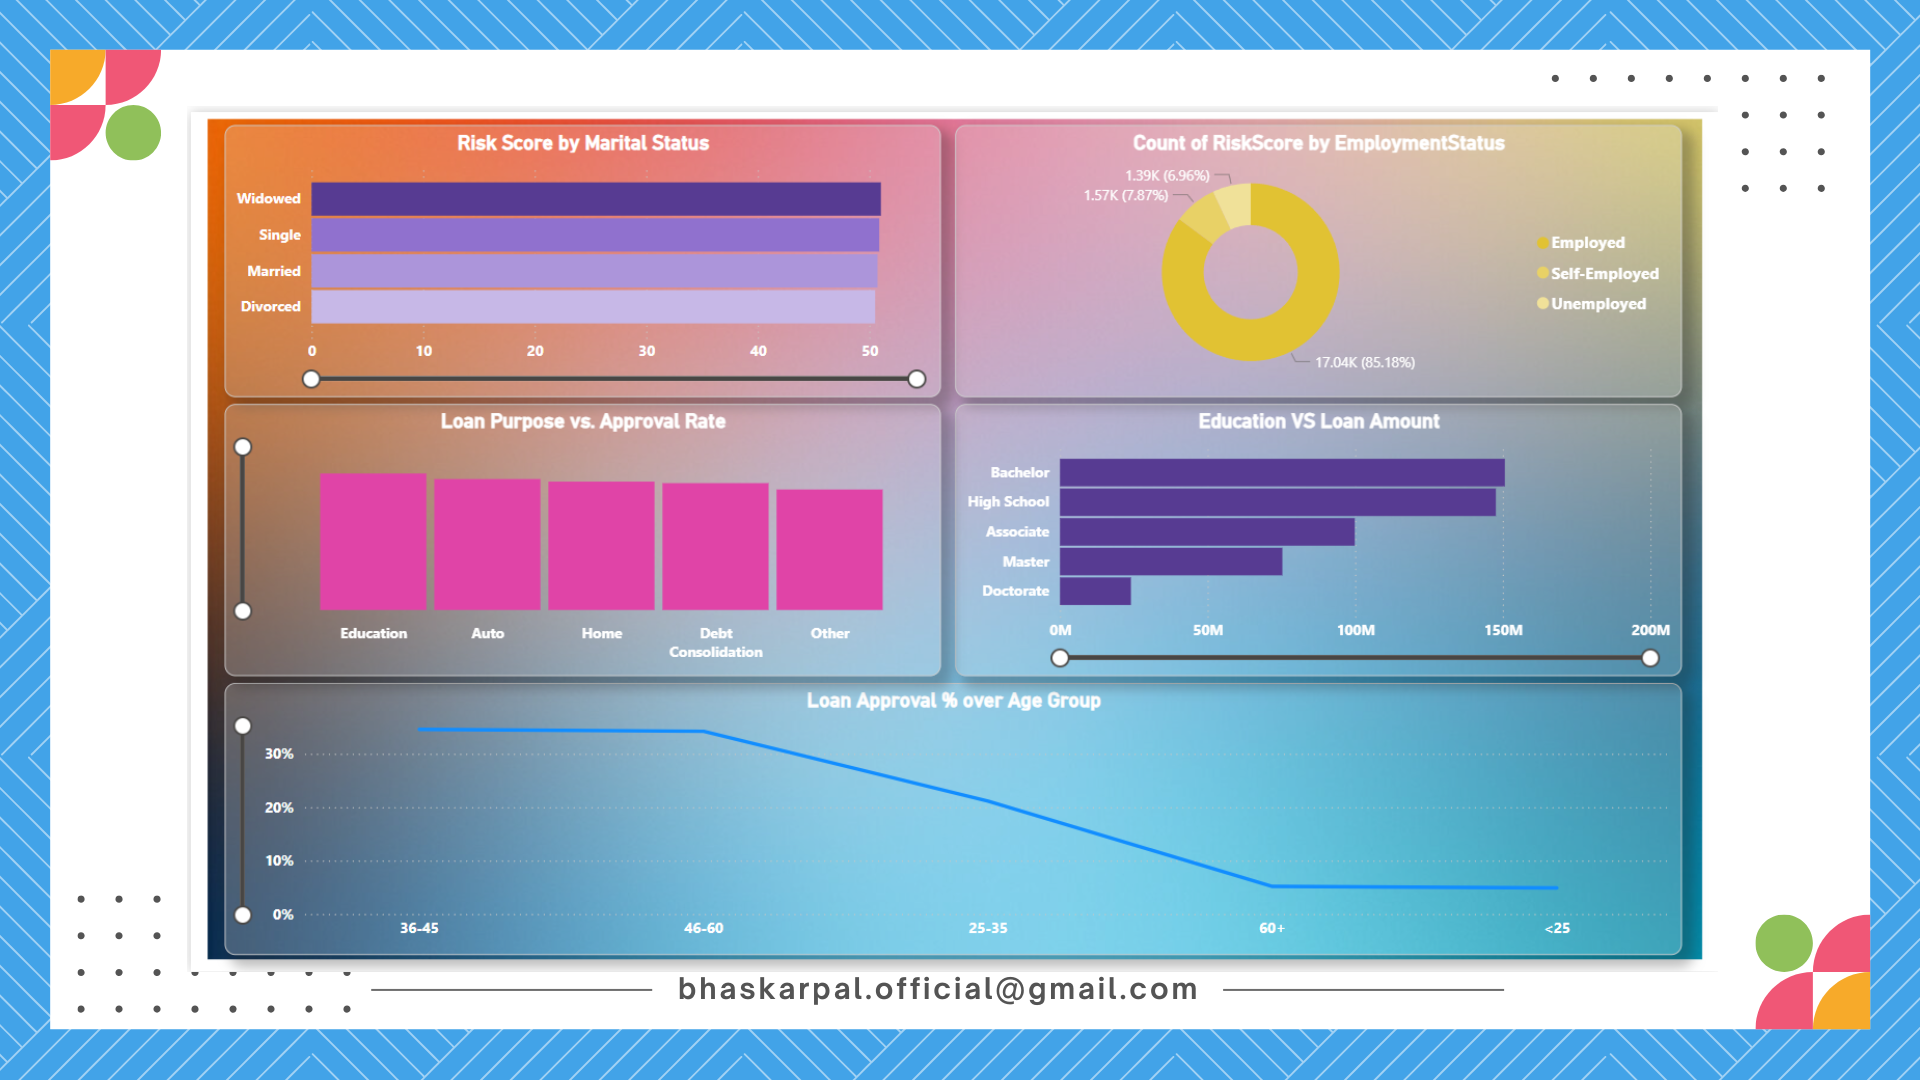 Risk Score by Marital Status
Widowed
Single
Married
Divorced
0 10 20 30 40 50
Count of RiskScore by EmploymentStatus
1.39K (6.96%)
1.57K (7.87%)
17.04K (85.18%)
Employed
Self-Employed
Unemployed
Loan Purpose vs. Approval Rate
Education Auto Home Debt Consolidation Other
Education VS Loan Amount
Bachelor
High School
Associate
Master
Doctorate
0M 50M 100M 150M 200M
Loan Approval % over Age Group
30%
20%
10%
0%
36-45 46-60 25-35 60+ <25
bhaskarpal.official@gmail.com